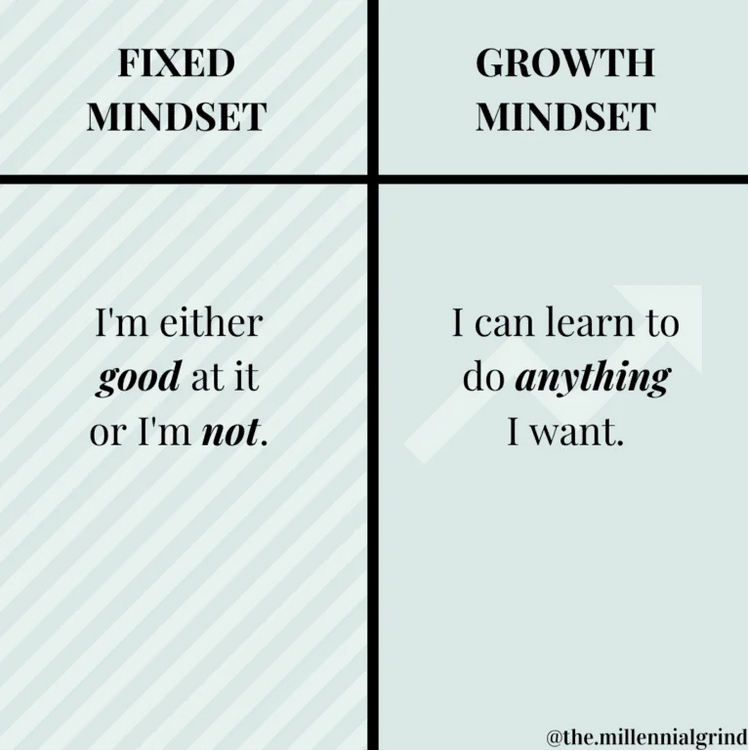 FIXED
MINDSET
GROWTH
MINDSET
I'm either
good at it
or I'm not.
I can learn to
do anything
I want.
@the.millennialgrind